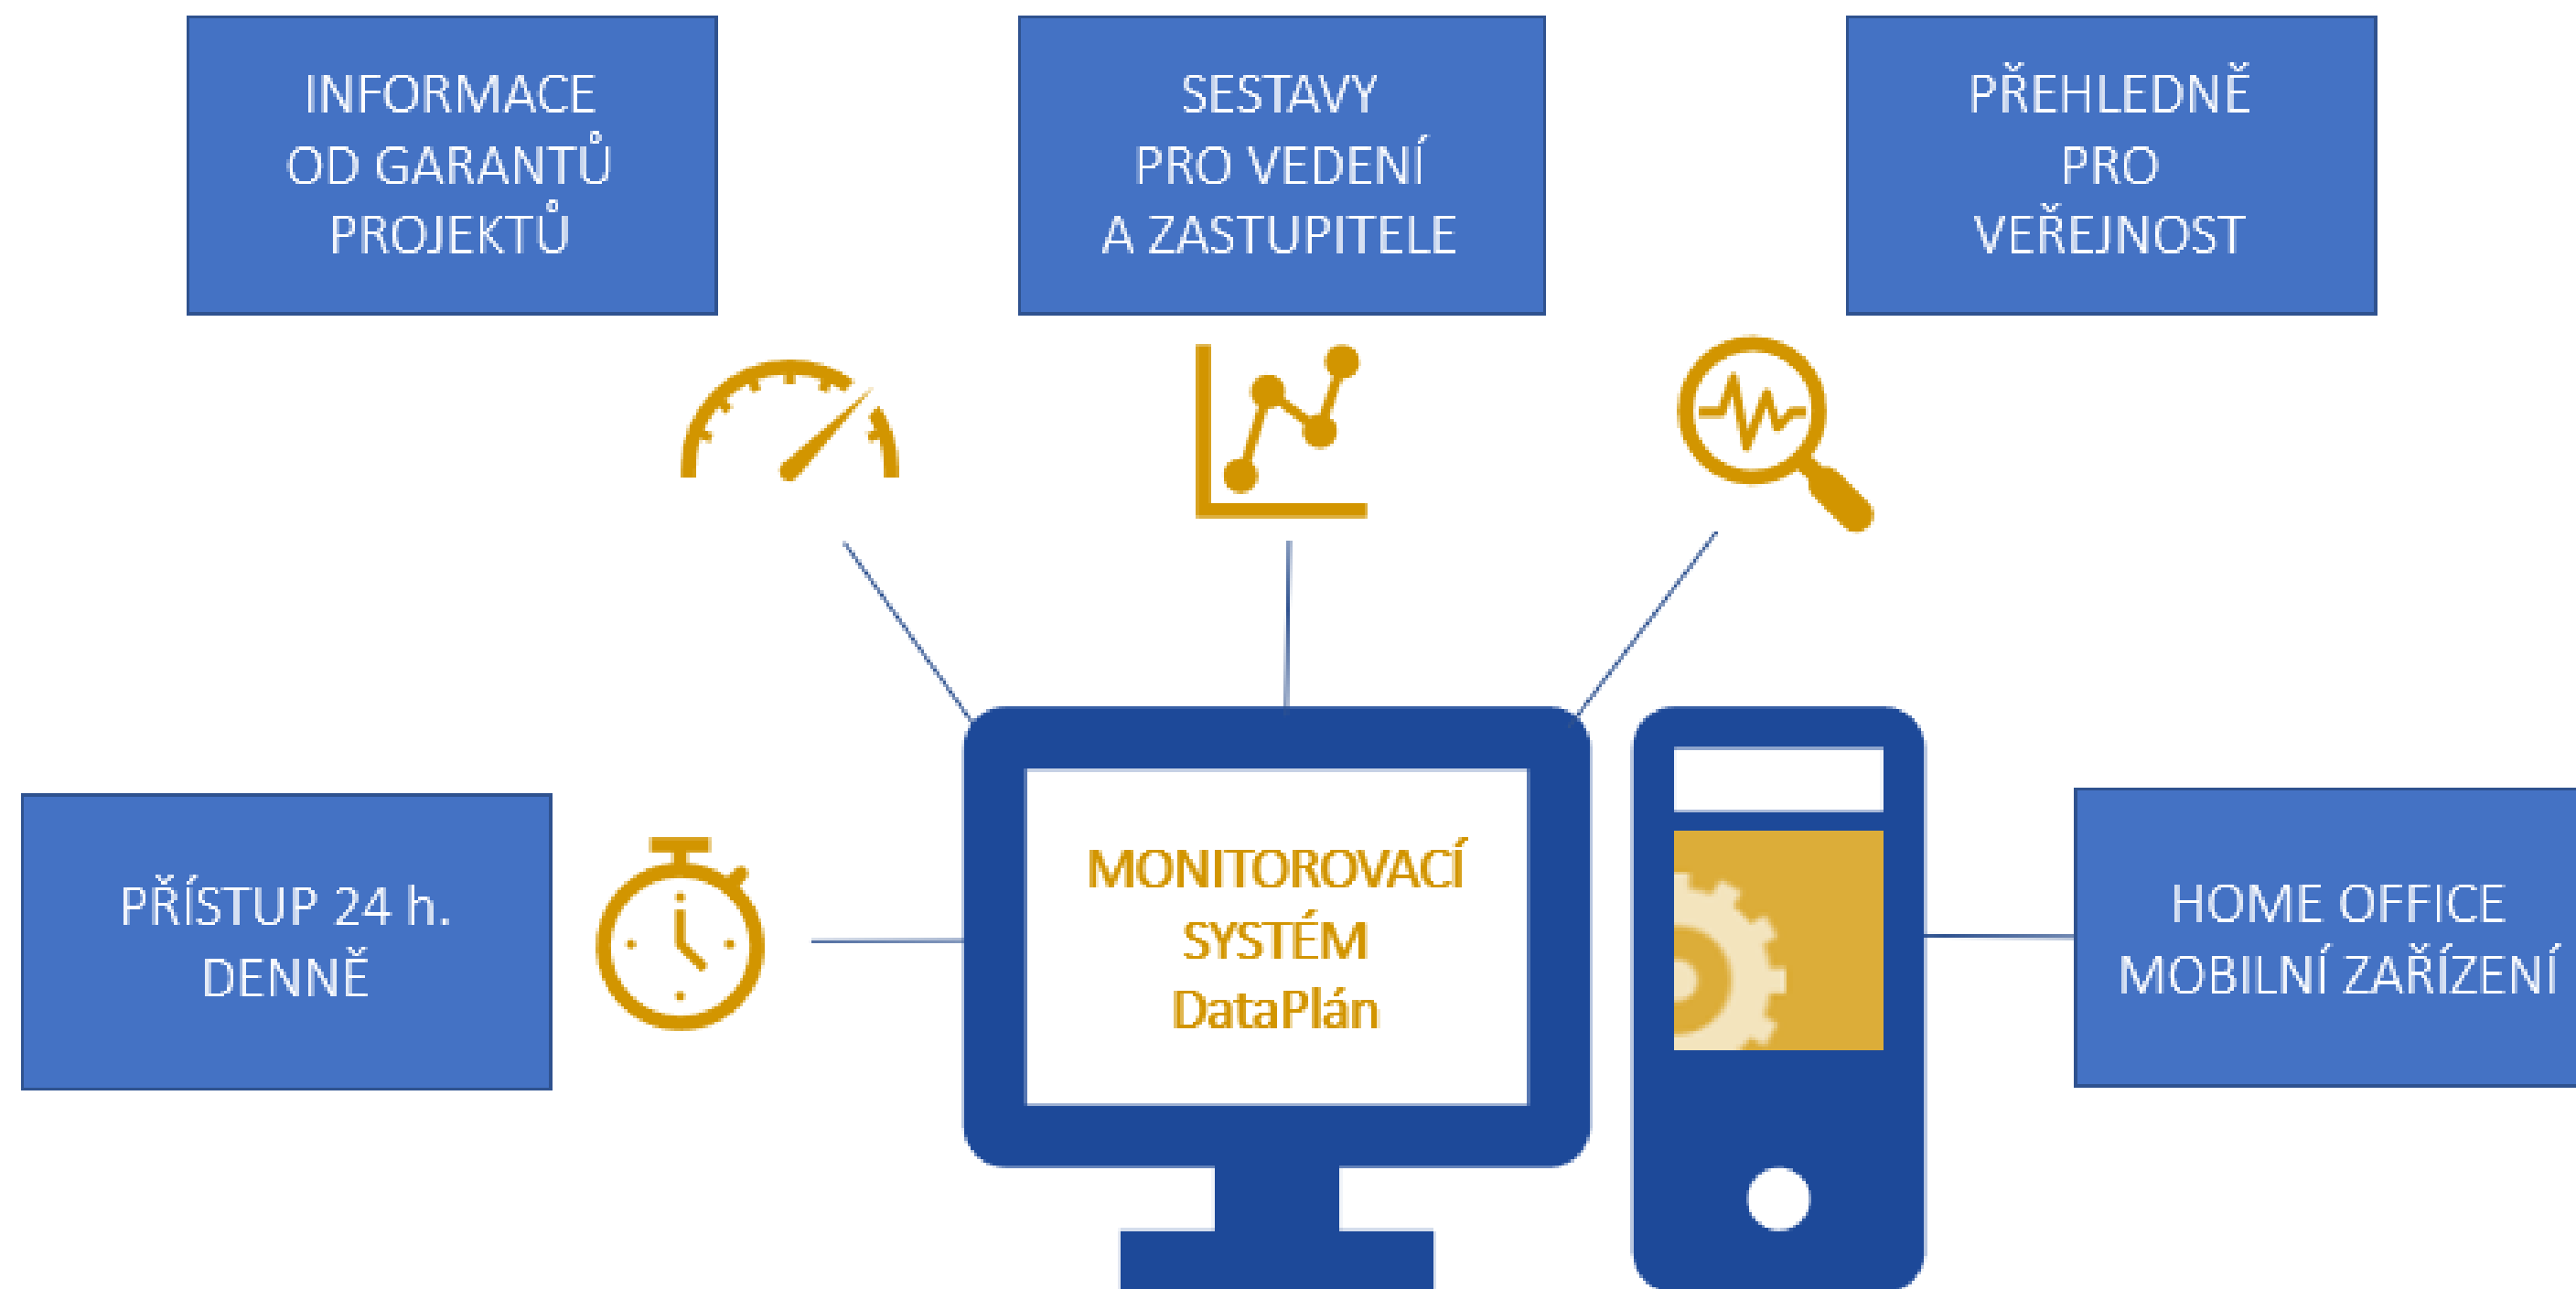 INFORMACE
OD GARANTŮ
PROJEKTŮ
SESTAVY
PRO VEDENÍ
A ZASTUPITELE
PŘEHLEDNĚ
PRO
VEŘEJNOST
PŘÍSTUP 24 h.
DENNĚ
MONITOROVACÍ
SYSTÉM
DataPlán
HOME OFFICE
MOBILNÍ ZAŘÍZENÍ